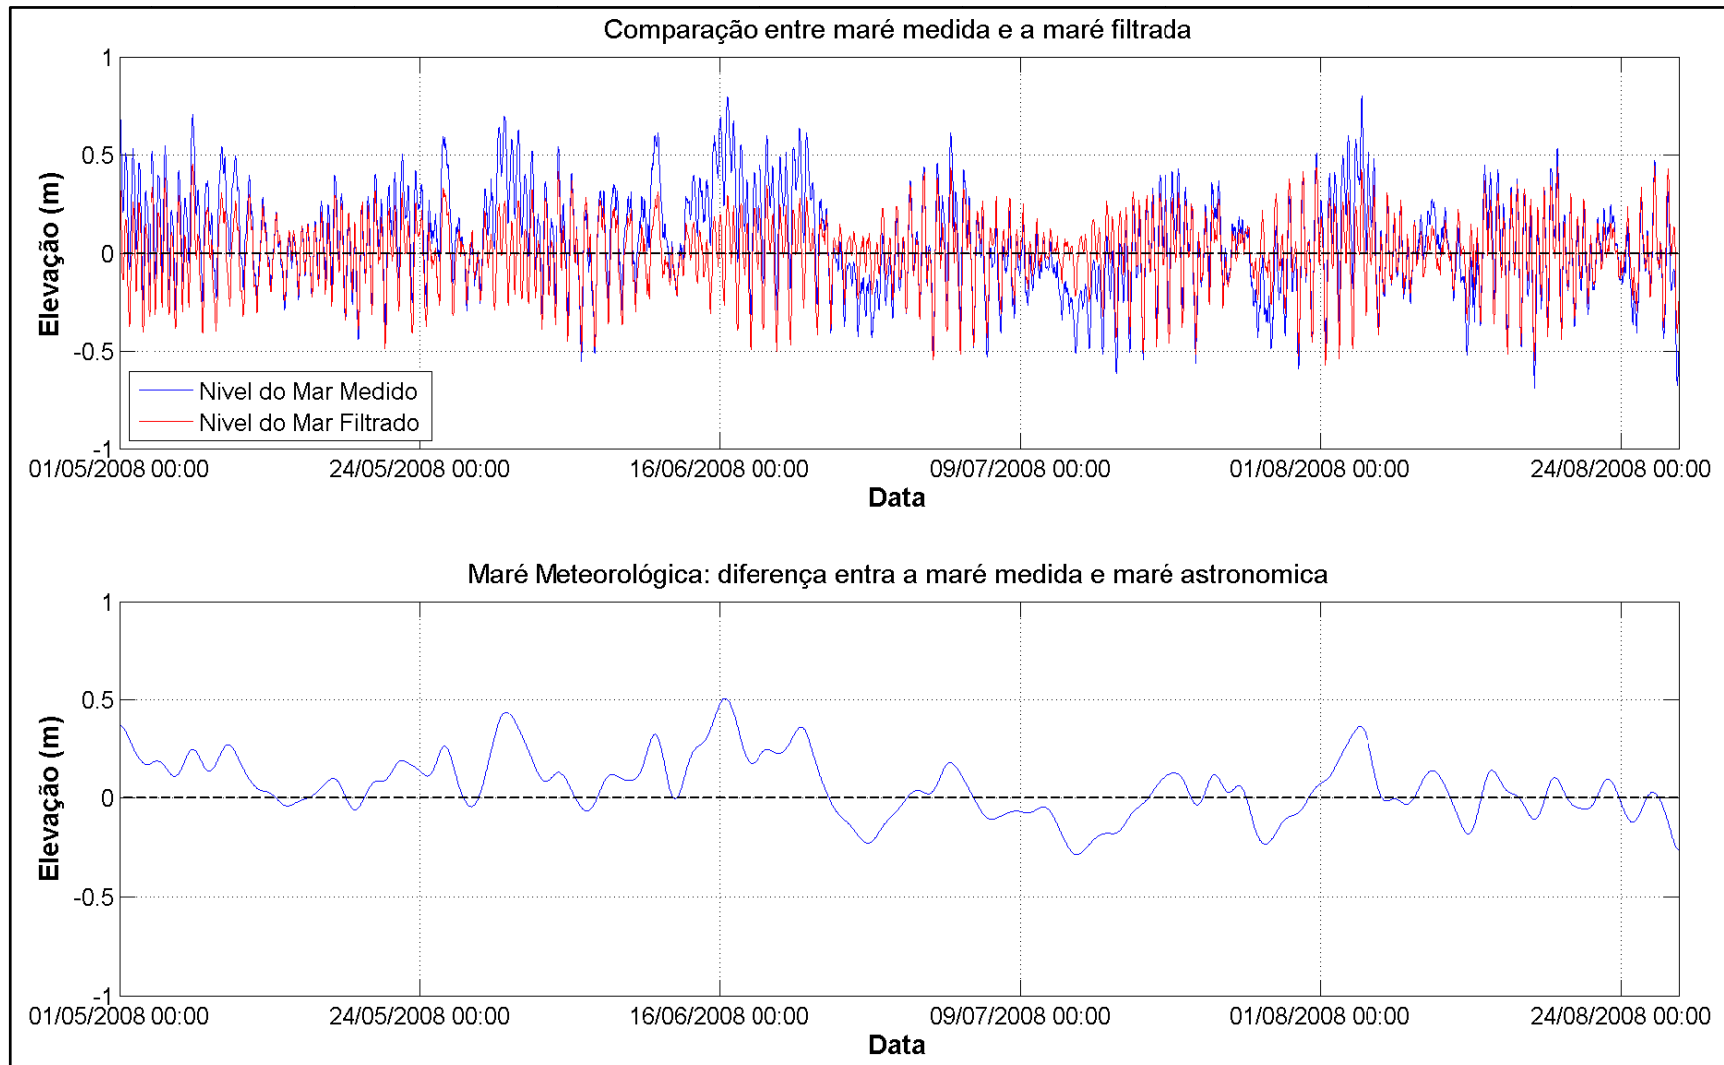 Comparação entre maré medida e a maré filtrada
1
0.5
0
-0.5
-1
Elevação (m)
Nivel do Mar Medido
Nivel do Mar Filtrado
01/05/2008 00:00 24/05/2008 00:00 16/06/2008 00:00 09/07/2008 00:00 01/08/2008 00:00 24/08/2008 00:00
Data
Maré Meteorológica: diferença entra a maré medida e maré astronomica
1
0.5
0
-0.5
-1
Elevação (m)
01/05/2008 00:00 24/05/2008 00:00 16/06/2008 00:00 09/07/2008 00:00 01/08/2008 00:00 24/08/2008 00:00
Data